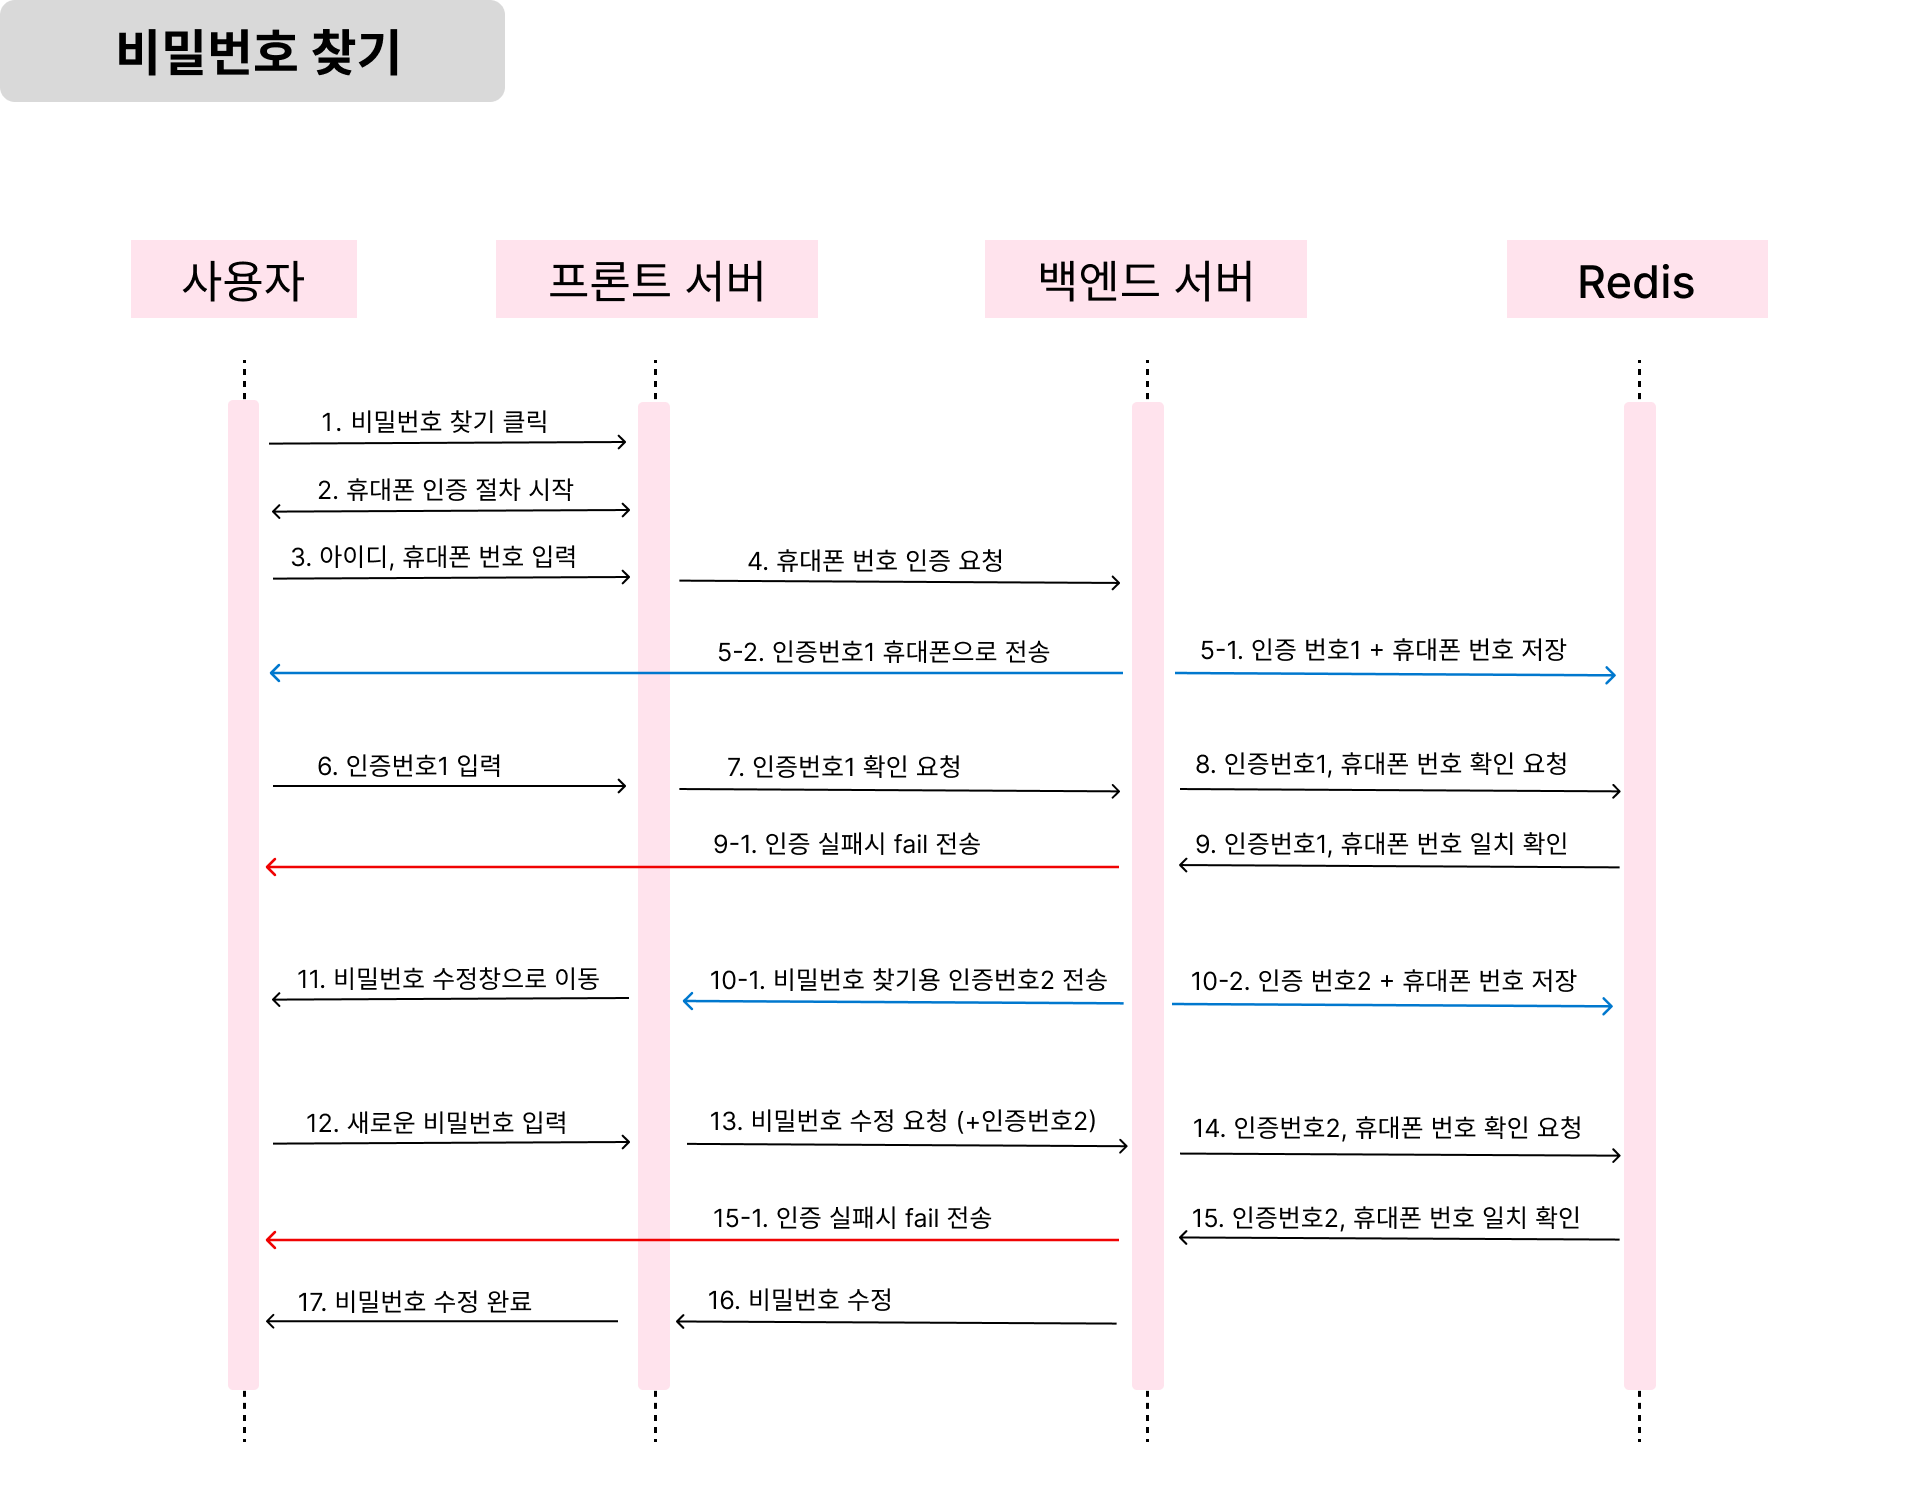 비밀번호 찾기
사용자
프론트 서버
백엔드 서버
Redis
1. 비밀번호 찾기 클릭
2. 휴대폰 인증 절차 시작
3. 아이디, 휴대폰 번호 입력
4. 휴대폰 번호 인증 요청
5-2. 인증번호1 휴대폰으로 전송
5-1. 인증 번호1 + 휴대폰 번호 저장
6. 인증번호1 입력
7. 인증번호1 확인 요청
8. 인증번호1, 휴대폰 번호 확인 요청
9-1. 인증 실패시 fail 전송
9. 인증번호1, 휴대폰 번호 일치 확인
11. 비밀번호 수정창으로 이동
10-1. 비밀번호 찾기용 인증번호2 전송
10-2. 인증 번호2 + 휴대폰 번호 저장
12. 새로운 비밀번호 입력
13. 비밀번호 수정 요청 (+인증번호2)
14. 인증번호2, 휴대폰 번호 확인 요청
15-1. 인증 실패시 fail 전송
15. 인증번호2, 휴대폰 번호 일치 확인
17. 비밀번호 수정 완료
16. 비밀번호 수정